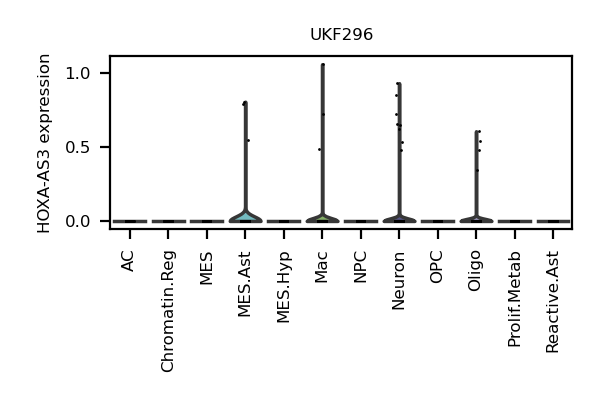 UKF296
HOXA-AS3 expression
1.0
0.5
0.0
AC
Chromatin.Reg
MES
MES.Ast
MES.Hyp
Mac
NPC
Neuron
OPC
Oligo
Prolif.Metab
Reactive.Ast